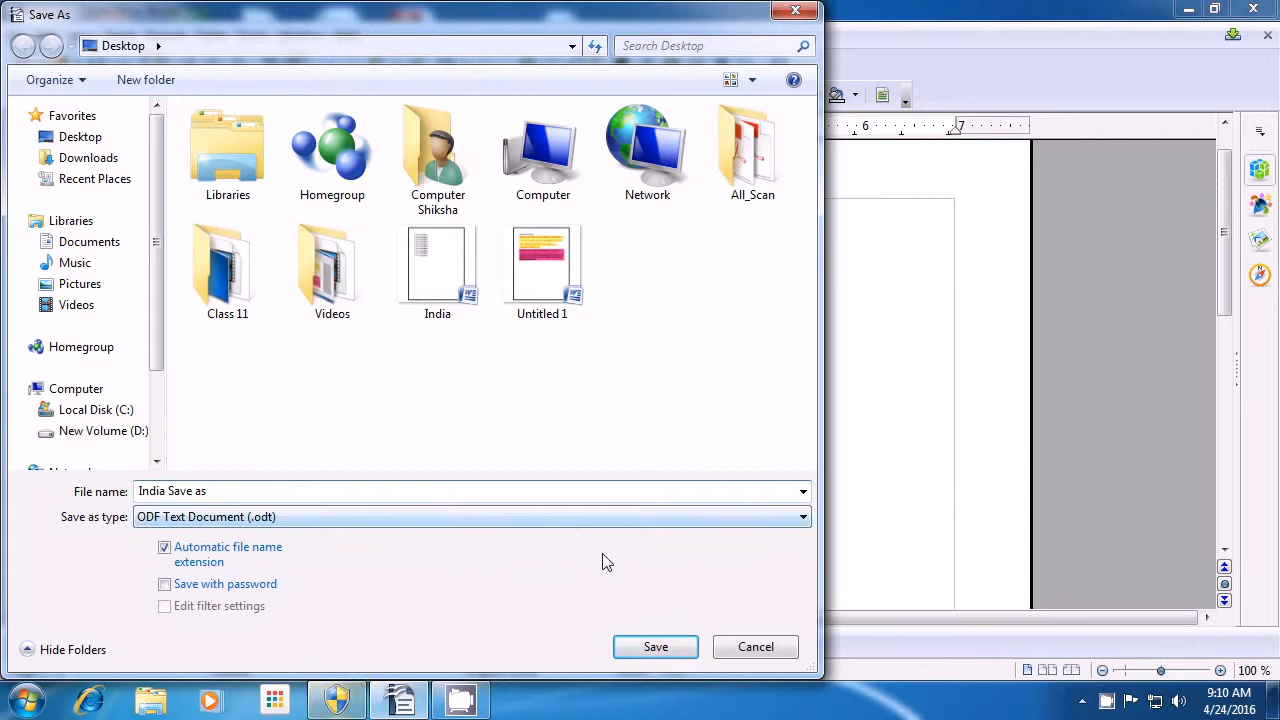 Save As
Desktop
Search Desktop
Organize
New folder
Favorites
Desktop
Downloads
Recent Places
Libraries
Documents
Music
Pictures
Videos
Homegroup
Computer
Local Disk (C:)
New Volume (D:)
Libraries
Homegroup
Computer
Shiksha
Computer
Network
All_Scan
Class 11
Videos
India
Untitled 1
6
7
File name:
India Save as
Save as type:
ODF Text Document (.odt)
Automatic file name
extension
Save with password
Edit filter settings
Hide Folders
Save
Cancel
100 %
9:10 AM
4/24/2016